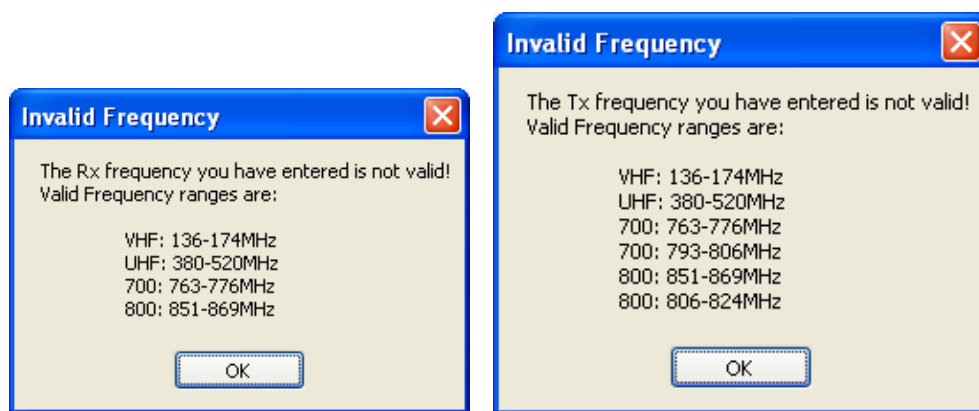 Invalid Frequency
The Rx frequency you have entered is not valid!
Valid Frequency ranges are:
VHF: 136-174MHz
UHF: 380-520MHz
700: 763-776MHz
800: 851-869MHz
OK
Invalid Frequency
The Tx frequency you have entered is not valid!
Valid Frequency ranges are:
VHF: 136-174MHz
UHF: 380-520MHz
700: 763-776MHz
700: 793-806MHz
800: 851-869MHz
800: 806-824MHz
OK